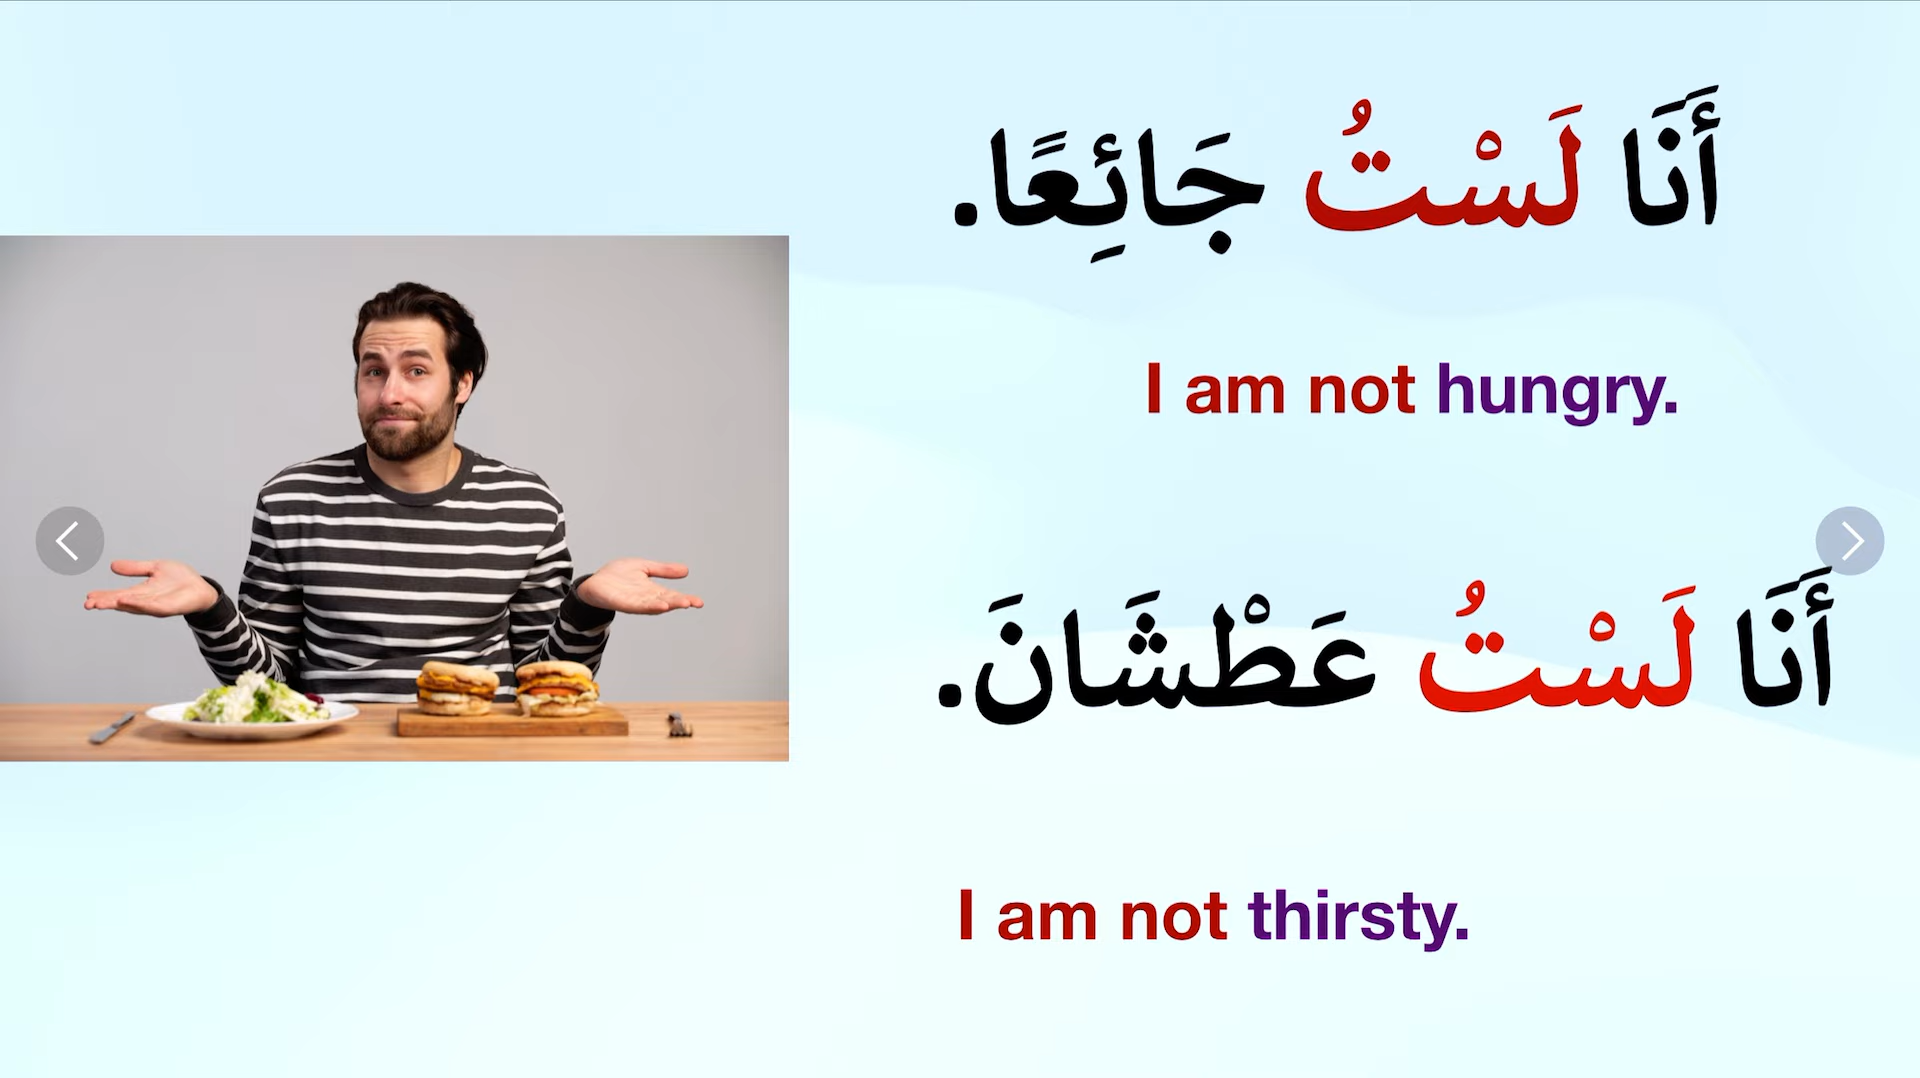 أَنَا لَسْتُ جَائِعًا.
I am not hungry.
أَنَا لَسْتُ عَطْشَانَ.
I am not thirsty.